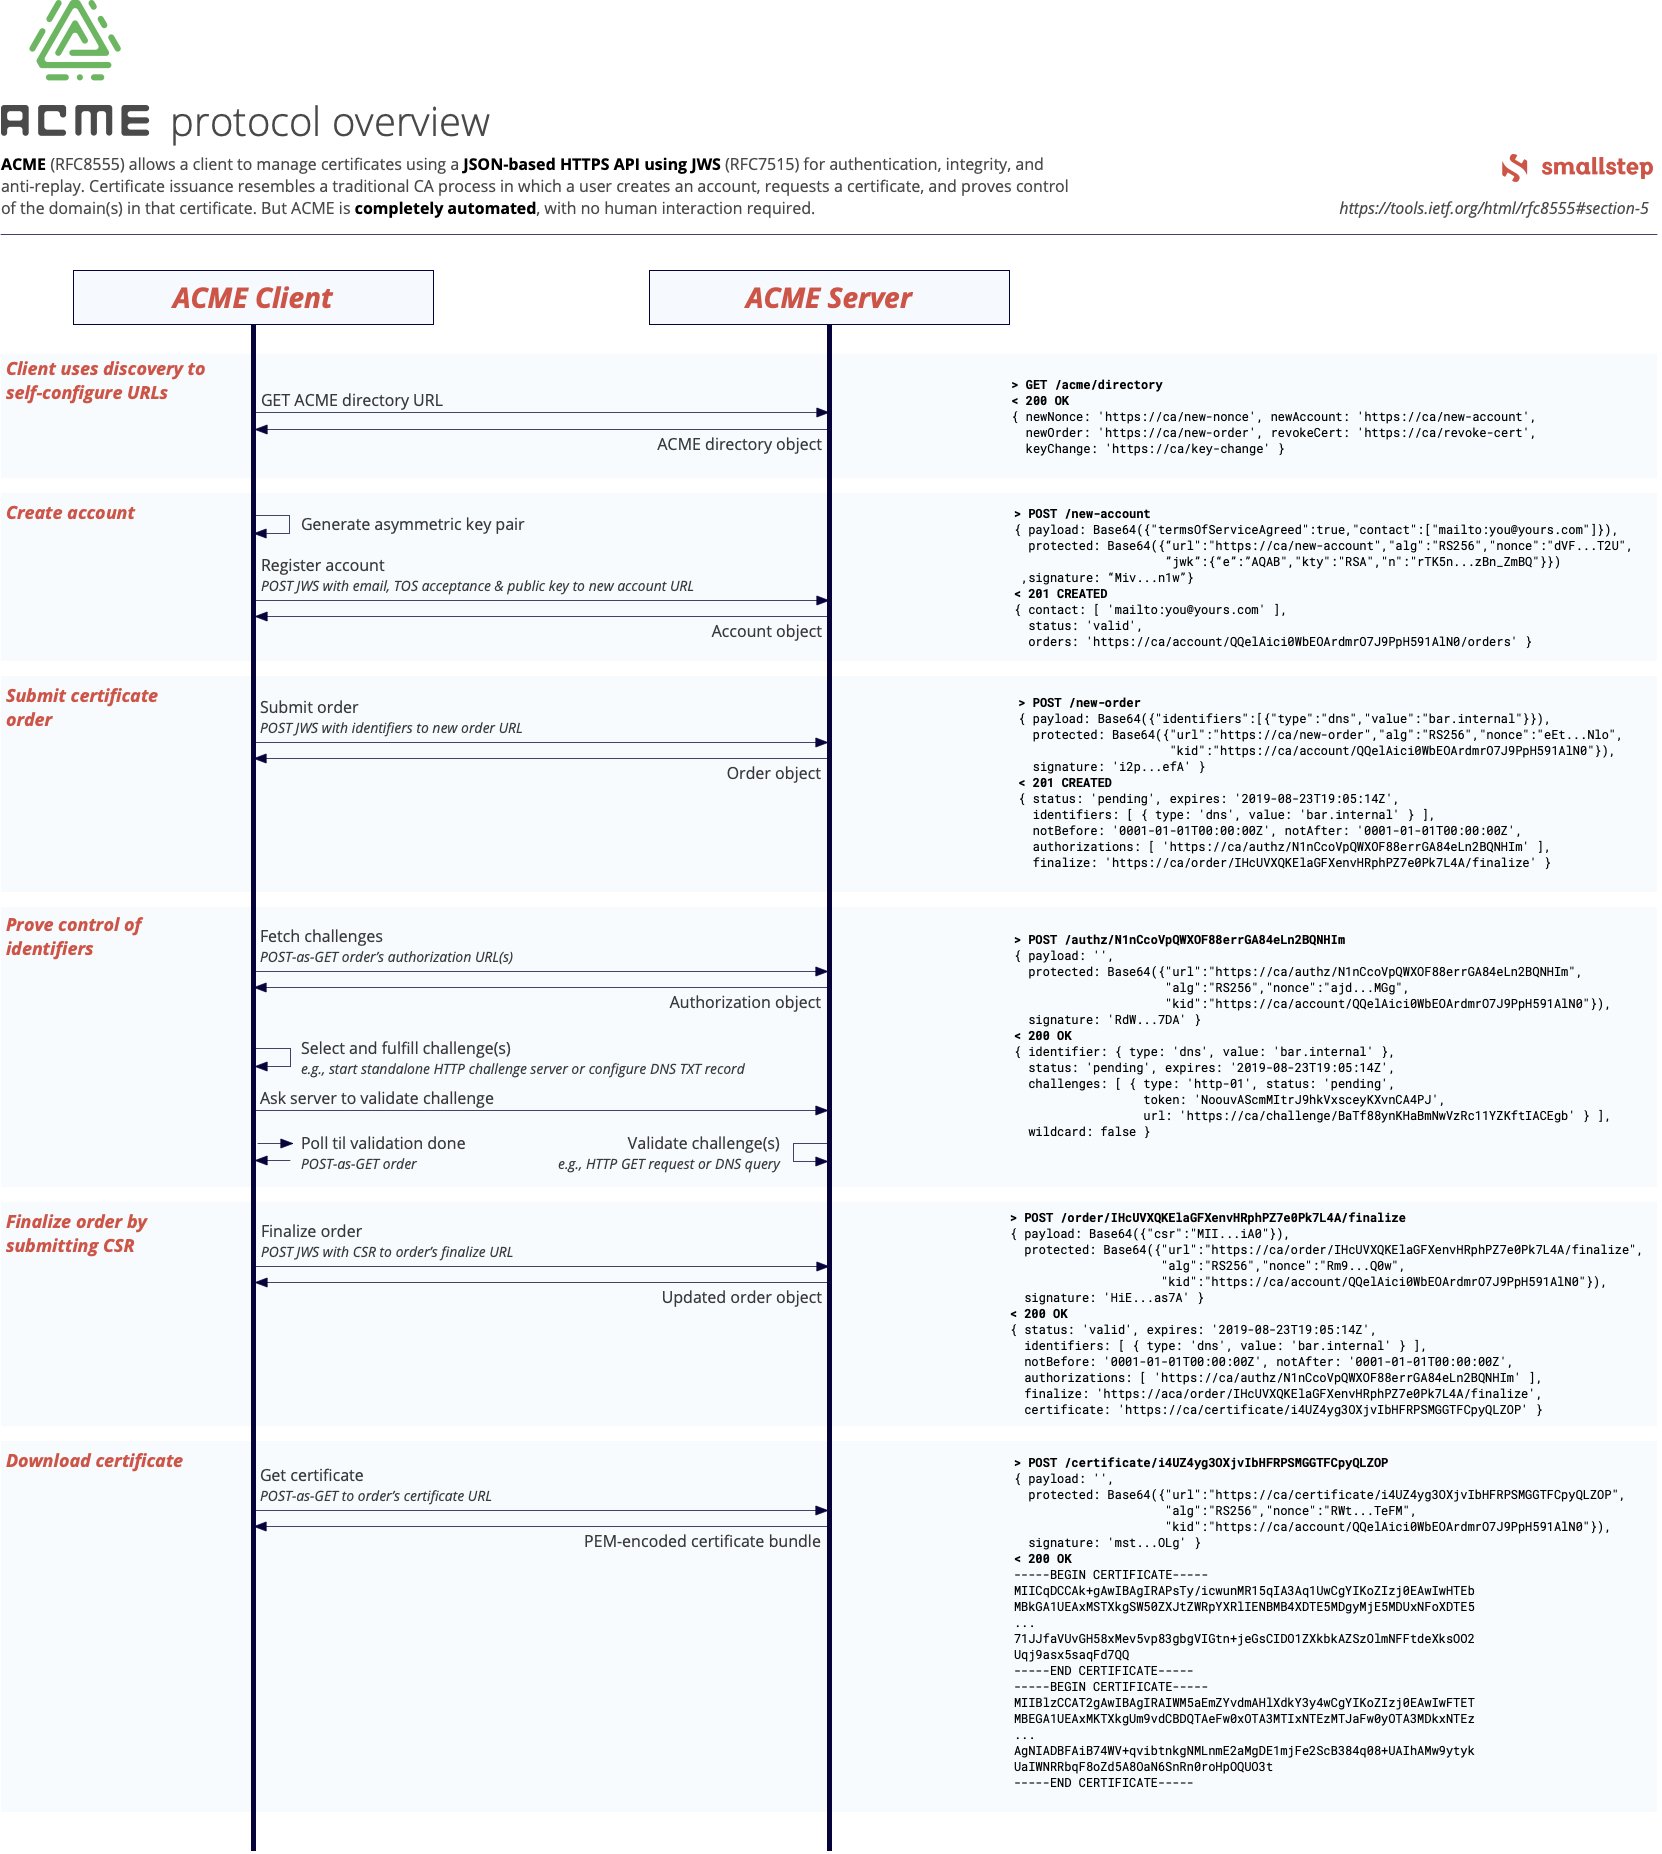 ACME protocol overview
ACME (RFC8555) allows a client to manage certificates using a JSON-based HTTPS API using JWS (RFC7515) for authentication, integrity, and
anti-replay. Certificate issuance resembles a traditional CA process in which a user creates an account, requests a certificate, and proves control
of the domain(s) in that certificate. But ACME is completely automated, with no human interaction required.
smallstep
https://tools.ietf.org/html/rfc8555#section-5
ACME Client
ACME Server
Client uses discovery to
self-configure URLs
GET ACME directory URL
ACME directory object
> GET /acme/directory
< 200 OK
{ newNonce: 'https://ca/new-nonce', newAccount: 'https://ca/new-account',
newOrder: 'https://ca/new-order', revokeCert: 'https://ca/revoke-cert',
keyChange: 'https://ca/key-change' }
Create account
Generate asymmetric key pair
Register account
POST JWS with email, TOS acceptance & public key to new account URL
Account object
> POST /new-account
{ payload: Base64({"termsOfServiceAgreed":true,"contact":["mailto:you@yours.com"]}),
protected: Base64({“url":"https://ca/new-account","alg":"RS256","nonce":"dVF...T2U",
“jwk”:{“e”:”AQAB","kty":"RSA","n":"rTK5n...zBn_ZmBQ"}})
,signature: “Miv...n1w”}
< 201 CREATED
{ contact: [ 'mailto:you@yours.com' ],
status: 'valid',
orders: 'https://ca/account/QQelAici0WbEOArdmrO7J9PpH591AlN0/orders' }
Submit certificate
order
Submit order
POST JWS with identifiers to new order URL
Order object
> POST /new-order
{ payload: Base64({"identifiers":[{"type":"dns","value":"bar.internal"}}),
protected: Base64({"url":"https://ca/new-order","alg":"RS256","nonce":"eEt...Nlo",
"kid":"https://ca/account/QQelAici0WbEOArdmrO7J9PpH591AlN0"}),
signature: 'i2p...efA' }
< 201 CREATED
{ status: 'pending', expires: '2019-08-23T19:05:14Z',
identifiers: [ { type: 'dns', value: 'bar.internal' } ],
notBefore: '0001-01-01T00:00:00Z', notAfter: '0001-01-01T00:00:00Z',
authorizations: [ 'https://ca/authz/N1nCcoVpQWXOF88errGA84eLn2BQNHIm' ],
finalize: 'https://ca/order/IHcUVXQKElaGFXenvHRphPZ7e0Pk7L4A/finalize' }
Prove control of
identifiers
Fetch challenges
POST-as-GET order’s authorization URL(s)
Authorization object
Select and fulfill challenge(s)
e.g., start standalone HTTP challenge server or configure DNS TXT record
Ask server to validate challenge
Poll til validation done
POST-as-GET order
Validate challenge(s)
e.g., HTTP GET request or DNS query
> POST /authz/N1nCcoVpQWXOF88errGA84eLn2BQNHIm
{ payload: '',
protected: Base64({"url":"https://ca/authz/N1nCcoVpQWXOF88errGA84eLn2BQNHIm",
"alg":"RS256","nonce":"ajd...MGg",
"kid":"https://ca/account/QQelAici0WbEOArdmrO7J9PpH591AlN0"}),
signature: 'RdW...7DA' }
< 200 OK
{ identifier: { type: 'dns', value: 'bar.internal' },
status: 'pending', expires: '2019-08-23T19:05:14Z',
challenges: [ { type: 'http-01', status: 'pending',
token: 'NoouvAScmMItrJ9hkVxsceyKXvnCA4PJ',
url: 'https://ca/challenge/BaTf88ynKHaBmNwVzRc11YZKftIACEgb' } ],
wildcard: false }
Finalize order by
submitting CSR
Finalize order
POST JWS with CSR to order’s finalize URL
Updated order object
> POST /order/IHcUVXQKElaGFXenvHRphPZ7e0Pk7L4A/finalize
{ payload: Base64({"csr":"MII...iA0"}),
protected: Base64({"url":"https://ca/order/IHcUVXQKElaGFXenvHRphPZ7e0Pk7L4A/finalize",
"alg":"RS256","nonce":"Rm9...Q0w",
"kid":"https://ca/account/QQelAici0WbEOArdmrO7J9PpH591AlN0"}),
signature: 'HiE...as7A' }
< 200 OK
{ status: 'valid', expires: '2019-08-23T19:05:14Z',
identifiers: [ { type: 'dns', value: 'bar.internal' } ],
notBefore: '0001-01-01T00:00:00Z', notAfter: '0001-01-01T00:00:00Z',
authorizations: [ 'https://ca/authz/N1nCcoVpQWXOF88errGA84eLn2BQNHIm' ],
finalize: 'https://aca/order/IHcUVXQKElaGFXenvHRphPZ7e0Pk7L4A/finalize',
certificate: 'https://ca/certificate/i4UZ4yg3OXjvIbHFRPSMGGTFCpyQLZOP' }
Download certificate
Get certificate
POST-as-GET to order’s certificate URL
PEM-encoded certificate bundle
> POST /certificate/i4UZ4yg3OXjvIbHFRPSMGGTFCpyQLZOP
{ payload: '',
protected: Base64({"url":"https://ca/certificate/i4UZ4yg3OXjvIbHFRPSMGGTFCpyQLZOP",
"alg":"RS256","nonce":"RWt...TeFM",
"kid":"https://ca/account/QQelAici0WbEOArdmrO7J9PpH591AlN0"}),
signature: 'mst...OLg' }
< 200 OK
-----BEGIN CERTIFICATE-----
MIICqDCCAk+gAwIBAgIRAPsTy/icwunMR15qIA3Aq1UwCgYIKoZIzj0EAwIwHTEb
MBkGA1UEAxMSTXkgSW50ZXJtZWRpYXRlIENBMB4XDTE5MDgyMjE5MDUxNFoXDTE5
...
71JJfaVUvGH58xMev5vp83gbgVIGtn+jeGsCIDO1ZXkbkAZSzOlmNFFtdeXksOO2
Uqj9asx5saqFd7QQ
-----END CERTIFICATE-----
-----BEGIN CERTIFICATE-----
MIIBlzCCAT2gAwIBAgIRAIWM5aEmZYvdmAHlXdkY3y4wCgYIKoZIzj0EAwIwFTET
MBEGA1UEAxMKTXkgUm9vdCBDQTAeFw0xOTA3MTIxNTEzMTJaFw0yOTA3MDkxNTEz
...
AgNIADBFAiB74WV+qvibtnkgNMLnmE2aMgDE1mjFe2ScB384q08+UAIhAMw9ytyk
UaIWNRRbqF8oZd5A8OaN6SnRn0roHpOQUO3t
-----END CERTIFICATE-----